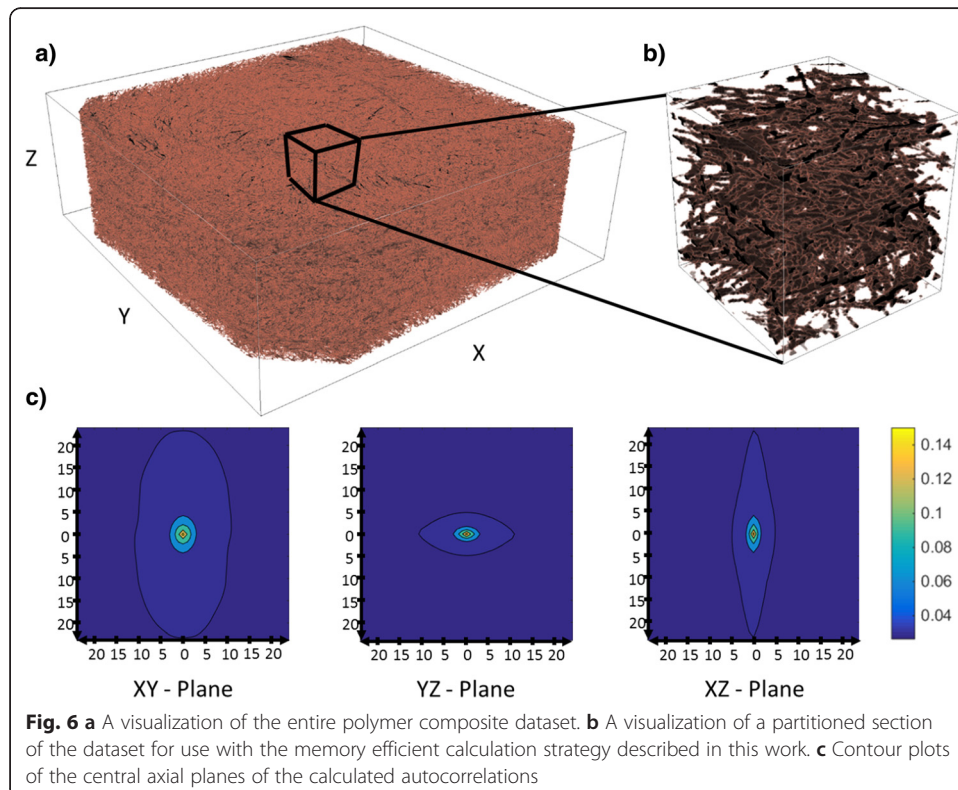 a)
b)
Z
Y
X
c)
20
15
10
5
0
5
10
15
20
20 15 10 5 0 5 10 15 20
XY - Plane
20
15
10
5
0
5
10
15
20
20 15 10 5 0 5 10 15 20
YZ - Plane
20
15
10
5
0
5
10
15
20
20 15 10 5 0 5 10 15 20
XZ - Plane
0.14
0.12
0.1
0.08
0.06
0.04
Fig. 6 a A visualization of the entire polymer composite dataset. b A visualization of a partitioned section
of the dataset for use with the memory efficient calculation strategy described in this work. c Contour plots
of the central axial planes of the calculated autocorrelations